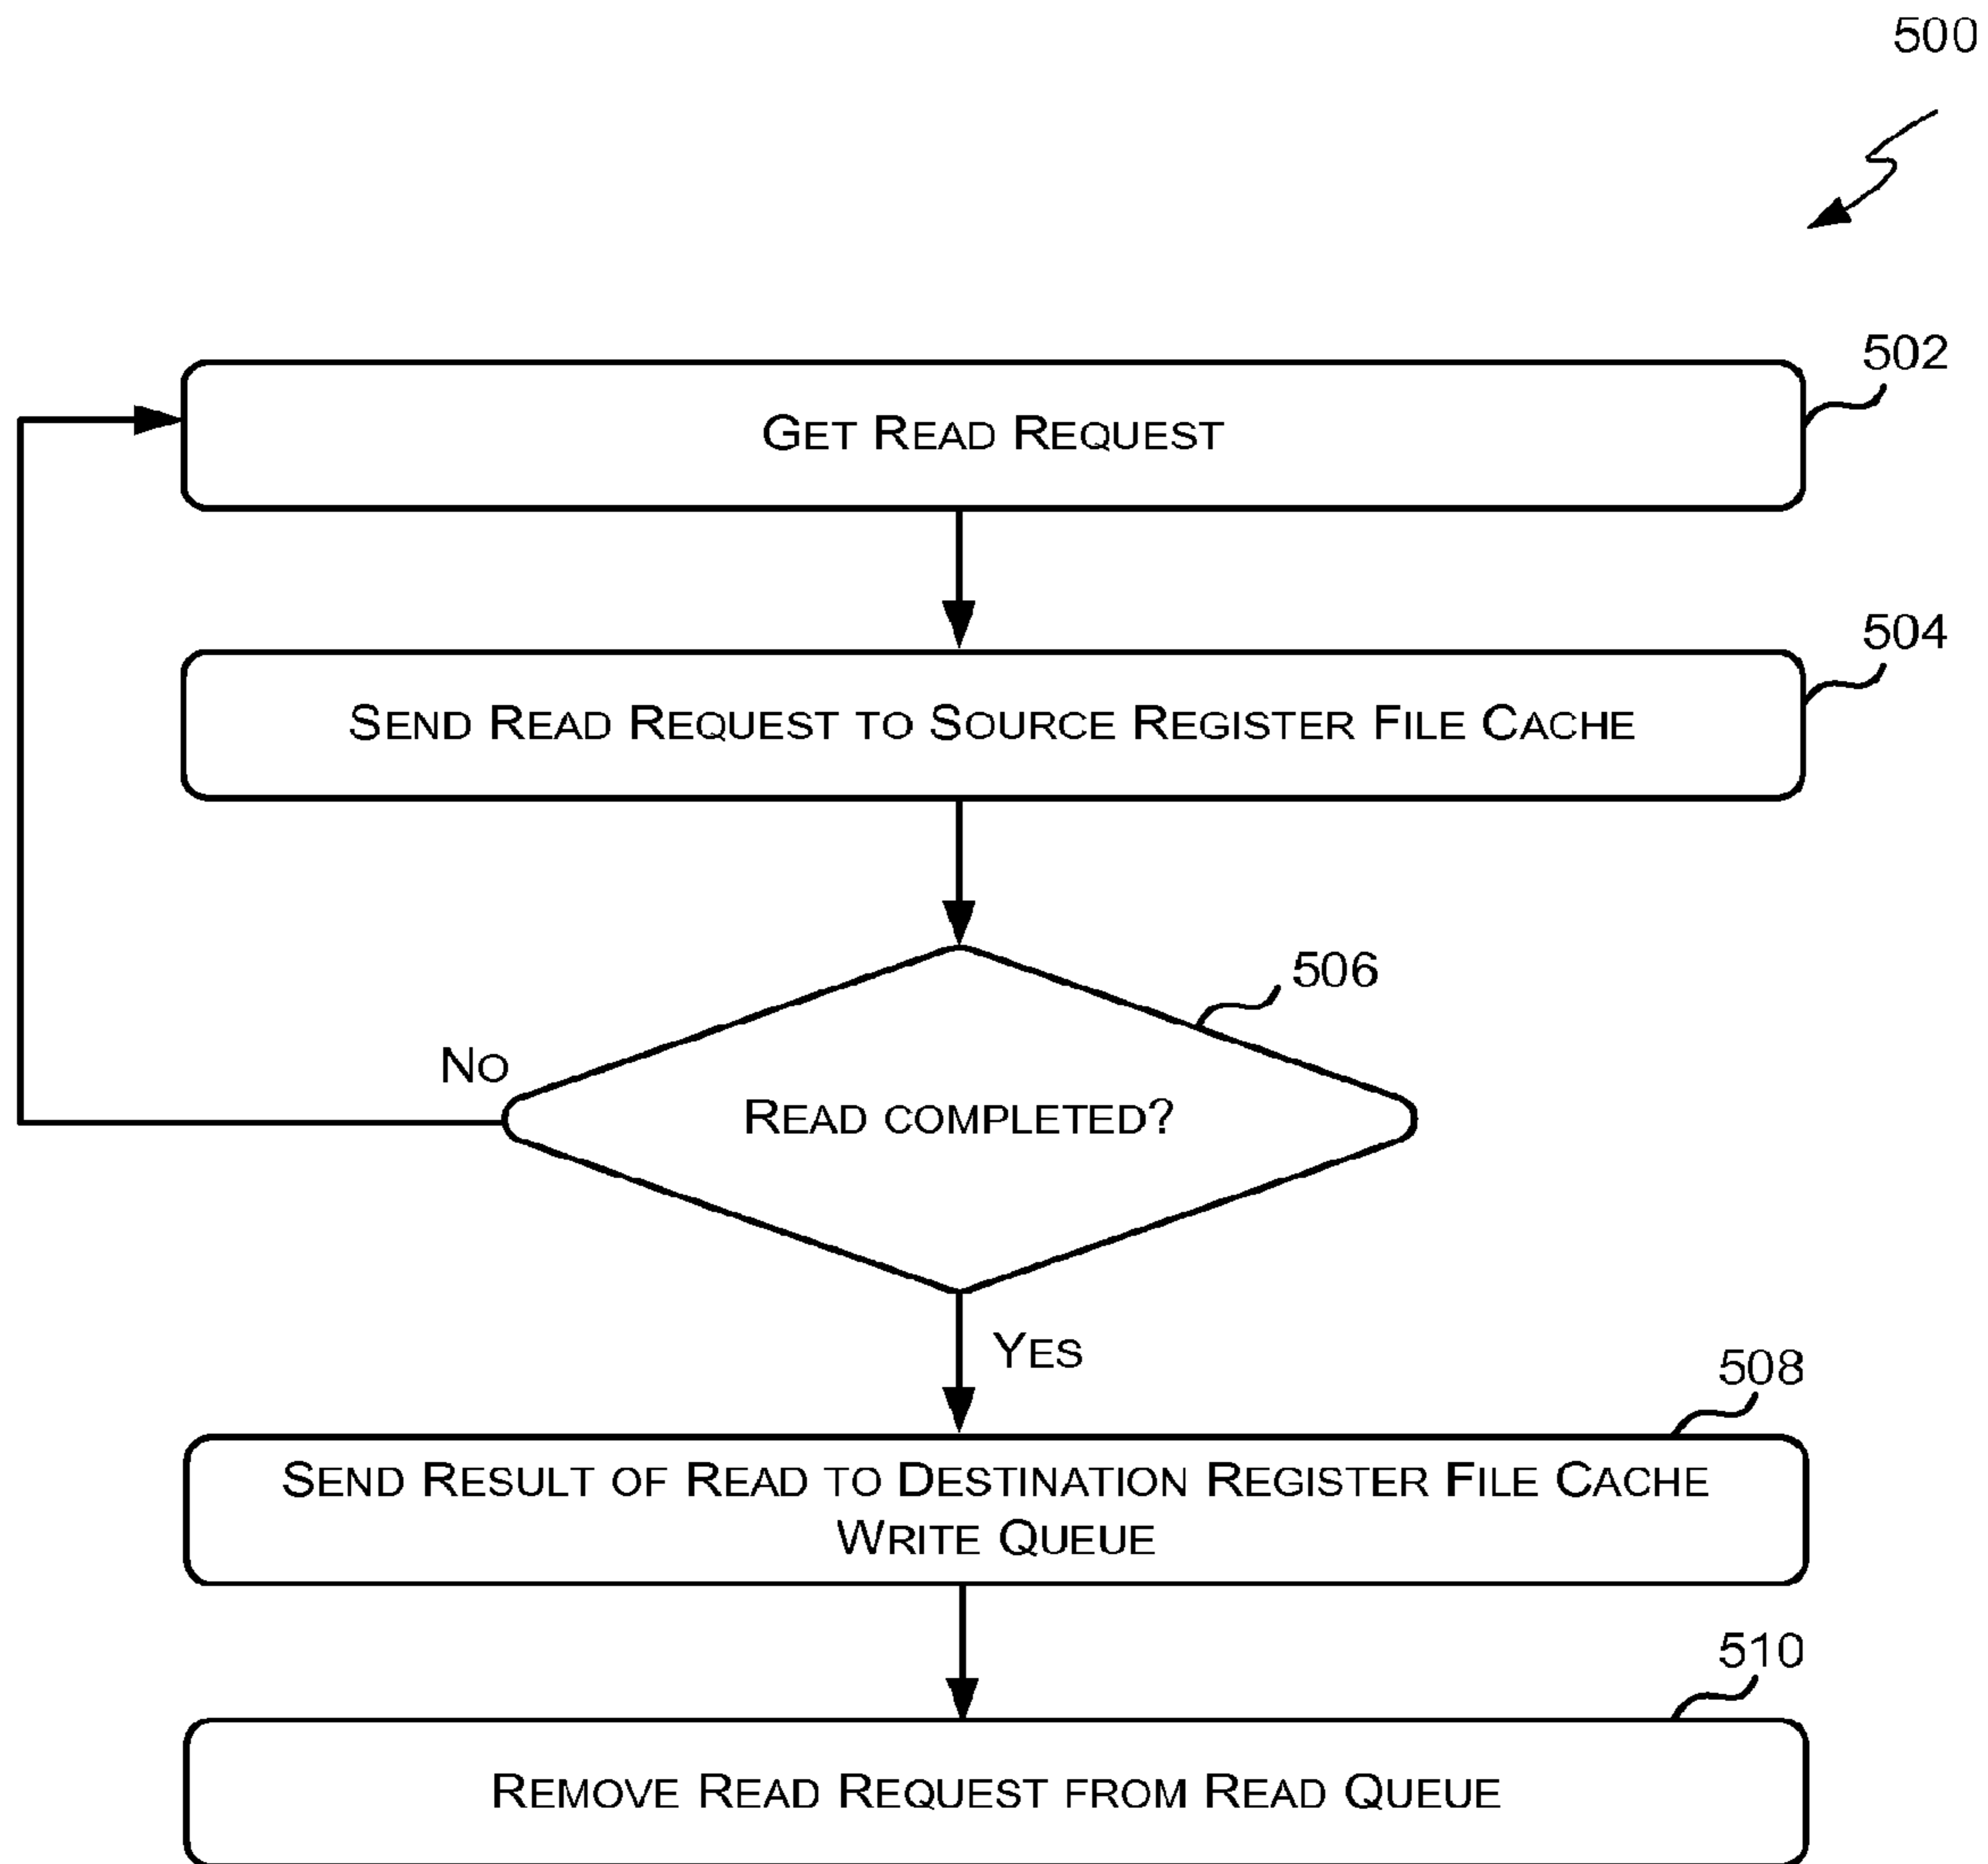 500
502
GET READ REQUEST
504
SEND READ REQUEST TO SOURCE REGISTER FILE CACHE
506
NO
READ COMPLETED?
YES
508
SEND RESULT OF READ TO DESTINATION REGISTER FILE CACHE
WRITE QUEUE
510
REMOVE READ REQUEST FROM READ QUEUE